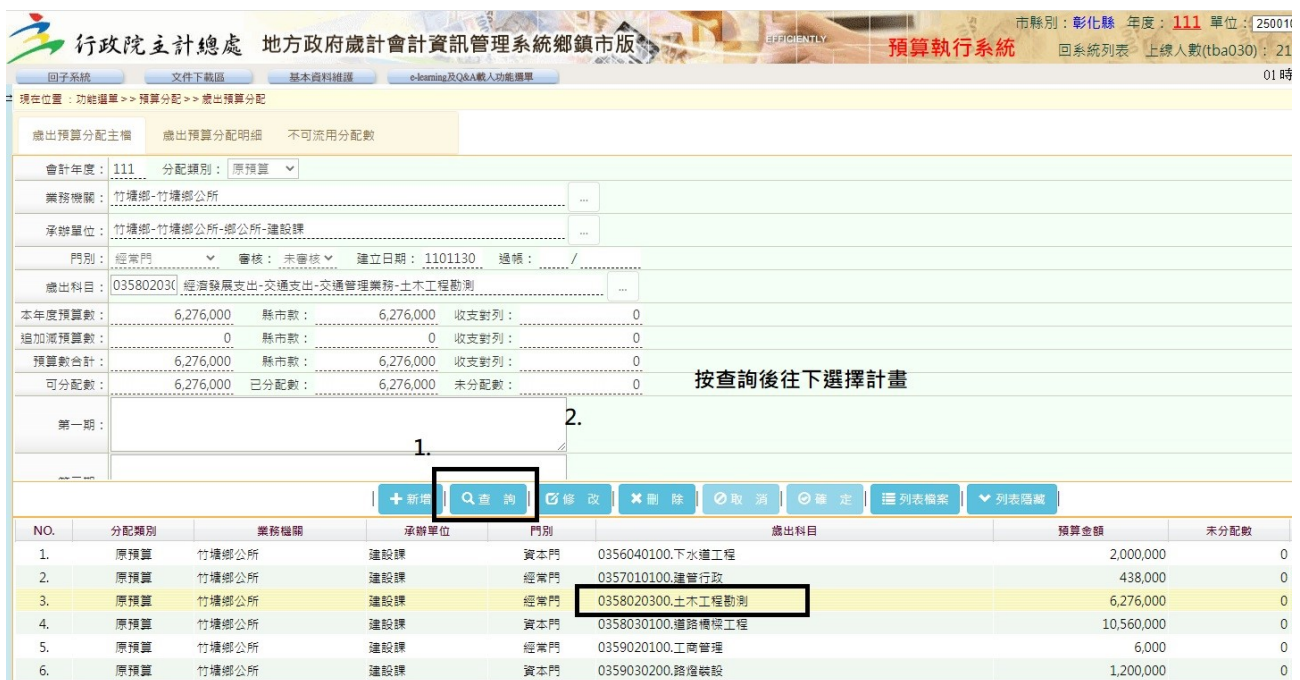 行政院主計總處 地方政府歲計會計資訊管理系統鄉鎮市版
EFFICIENTLY
市縣別：彰化縣 年度：111 單位：25001
預算執行系統 回系統列表 上線人數(tba030)：21
回子系統 文件下載區 基本資料維護 e-learning及Q&A載入功能選單 01時
現在位置：功能選單>>預算分配>>歲出預算分配
歲出預算分配主檔 歲出預算分配明細 不可流用分配數
會計年度：111 分配類別：原預算
業務機關：竹塘鄉-竹塘鄉公所 ...
承辦單位：竹塘鄉-竹塘鄉公所-鄉公所-建設課 ...
門別：經常門 審核：未審核 建立日期：1101130 過帳： /
歲出科目：035802030 經濟發展支出-交通支出-交通管理業務-土木工程勘測 ...
本年度預算數：6,276,000 縣市款：6,276,000 收支對列：0
追加減預算數：0 縣市款：0 收支對列：0
預算數合計：6,276,000 縣市款：6,276,000 收支對列：0
可分配數：6,276,000 已分配數：6,276,000 未分配數：0
按查詢後往下選擇計畫
第一期：
2.
1.
新增 查詢 修改 刪除 取消 確定 列表檔案 列表隱藏
NO. 分配類別 業務機關 承辦單位 門別 歲出科目 預算金額 未分配數
1. 原預算 竹塘鄉公所 建設課 資本門 0356040100.下水道工程 2,000,000 0
2. 原預算 竹塘鄉公所 建設課 經常門 0357010100.建管行政 438,000 0
3. 原預算 竹塘鄉公所 建設課 經常門 0358020300.土木工程勘測 6,276,000 0
4. 原預算 竹塘鄉公所 建設課 資本門 0358030100.道路橋樑工程 10,560,000 0
5. 原預算 竹塘鄉公所 建設課 經常門 0359020100.工商管理 6,000 0
6. 原預算 竹塘鄉公所 建設課 資本門 0359030200.路燈裝設 1,200,000 0